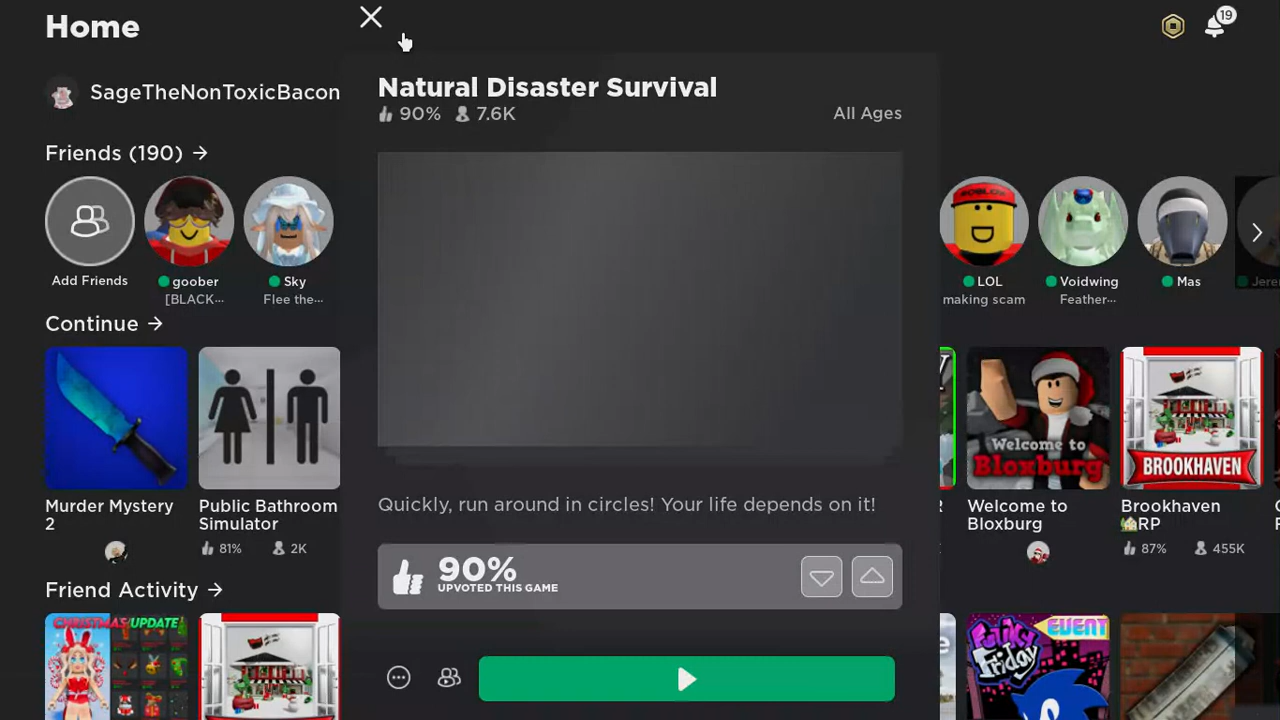 Home
19
SageTheNonToxicBacon
Natural Disaster Survival
90% 7.6K
All Ages
Friends (190) →
Add Friends
goober
[BLACK...
Sky
Flee the...
LOL
making scam
Voidwing
Feather...
Mas
Jere
Continue →
Murder Mystery
2
Public Bathroom
Simulator
81% 2K
Welcome to
Bloxburg
Welcome to
Bloxburg
BROOKHAVEN
Brookhaven
RP
87% 455K
Quickly, run around in circles! Your life depends on it!
90%
UPVOTED THIS GAME
Friend Activity →
CHRISTMAS UPDATE!
Funky
Friday
EVENT